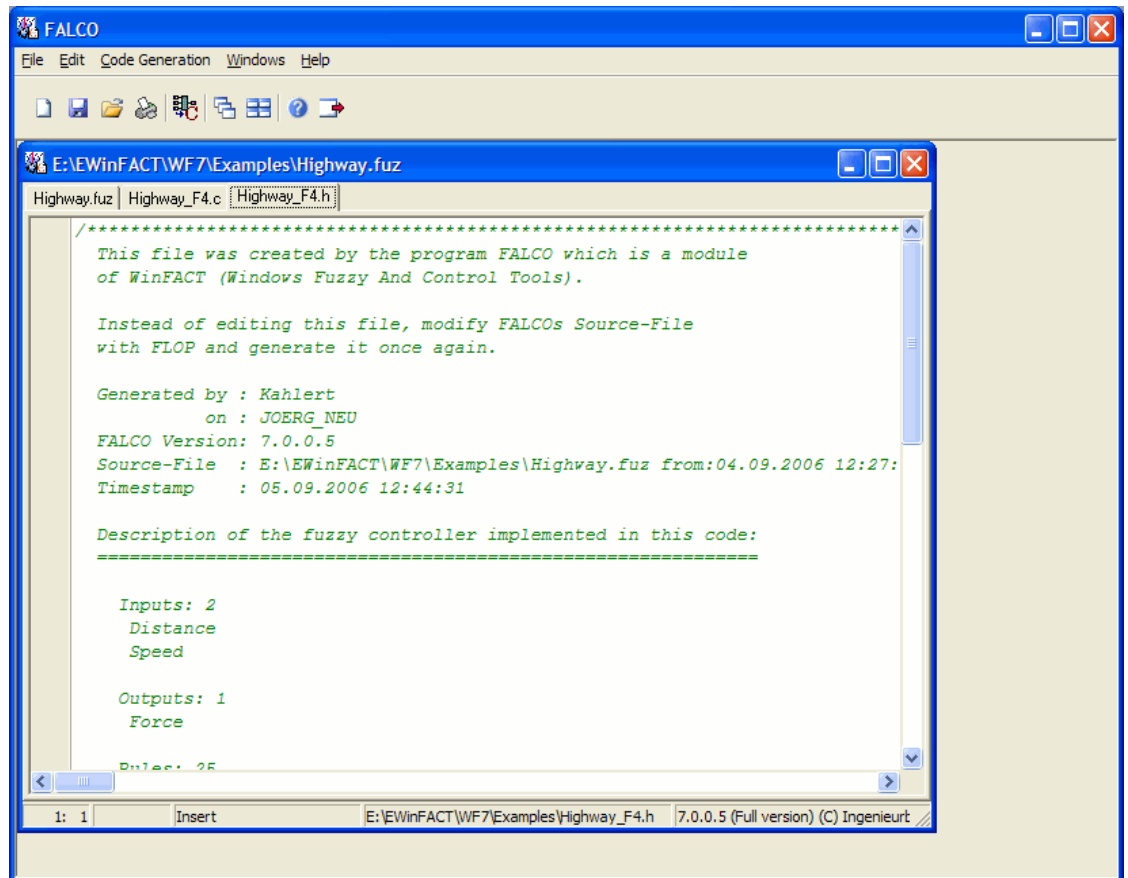 FALCO
File Edit Code Generation Windows Help
E:\EWinFACT\WF7\Examples\Highway.fuz
Highway.fuz Highway_F4.c Highway_F4.h
/***************************************************************************
This file was created by the program FALCO which is a module
of WinFACT (Windows Fuzzy And Control Tools).
Instead of editing this file, modify FALCOs Source-File
with FLOP and generate it once again.
Generated by : Kahlert
on : JOERG_NEU
FALCO Version: 7.0.0.5
Source-File : E:\EWinFACT\WF7\Examples\Highway.fuz from:04.09.2006 12:27:
Timestamp : 05.09.2006 12:44:31
Description of the fuzzy controller implemented in this code:
=============================================================
Inputs: 2
Distance
Speed
Outputs: 1
Force
Rules: 25
1: 1 Insert E:\EWinFACT\WF7\Examples\Highway_F4.h 7.0.0.5 (Full version) (C) Ingenieurt